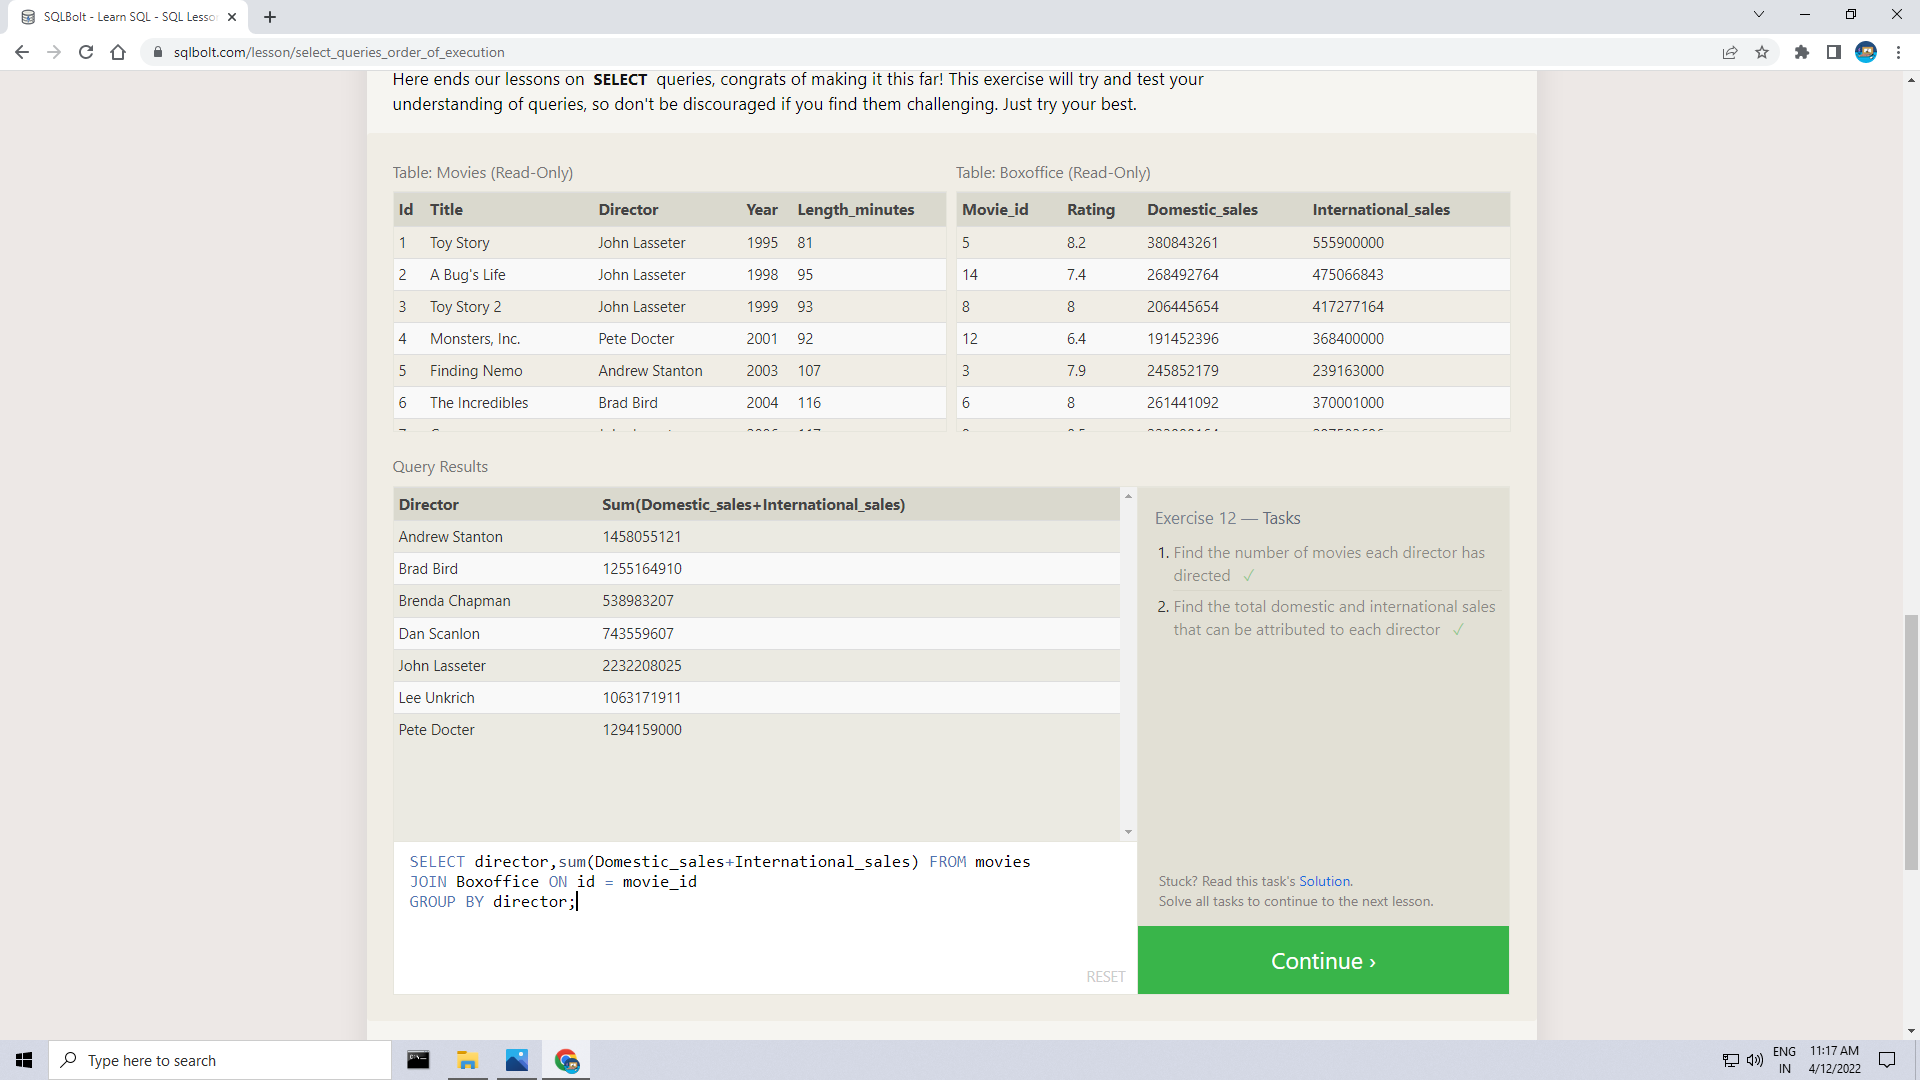 SQLBolt - Learn SQL - SQL Lesso
sqlbolt.com/lesson/select_queries_order_of_execution
Here ends our lessons on SELECT queries, congrats of making it this far! This exercise will try and test your
understanding of queries, so don't be discouraged if you find them challenging. Just try your best.
Table: Movies (Read-Only)
Id Title Director Year Length_minutes
1 Toy Story John Lasseter 1995 81
2 A Bug's Life John Lasseter 1998 95
3 Toy Story 2 John Lasseter 1999 93
4 Monsters, Inc. Pete Docter 2001 92
5 Finding Nemo Andrew Stanton 2003 107
6 The Incredibles Brad Bird 2004 116
Table: Boxoffice (Read-Only)
Movie_id Rating Domestic_sales International_sales
5 8.2 380843261 555900000
14 7.4 268492764 475066843
8 8 206445654 417277164
12 6.4 191452396 368400000
3 7.9 245852179 239163000
6 8 261441092 370001000
Query Results
Director Sum(Domestic_sales+International_sales)
Andrew Stanton 1458055121
Brad Bird 1255164910
Brenda Chapman 538983207
Dan Scanlon 743559607
John Lasseter 2232208025
Lee Unkrich 1063171911
Pete Docter 1294159000
SELECT director,sum(Domestic_sales+International_sales) FROM movies
JOIN Boxoffice ON id = movie_id
GROUP BY director;
RESET
Exercise 12 — Tasks
1. Find the number of movies each director has
directed ✓
2. Find the total domestic and international sales
that can be attributed to each director ✓
Stuck? Read this task's Solution.
Solve all tasks to continue to the next lesson.
Continue ›
Type here to search
ENG
IN
11:17 AM
4/12/2022